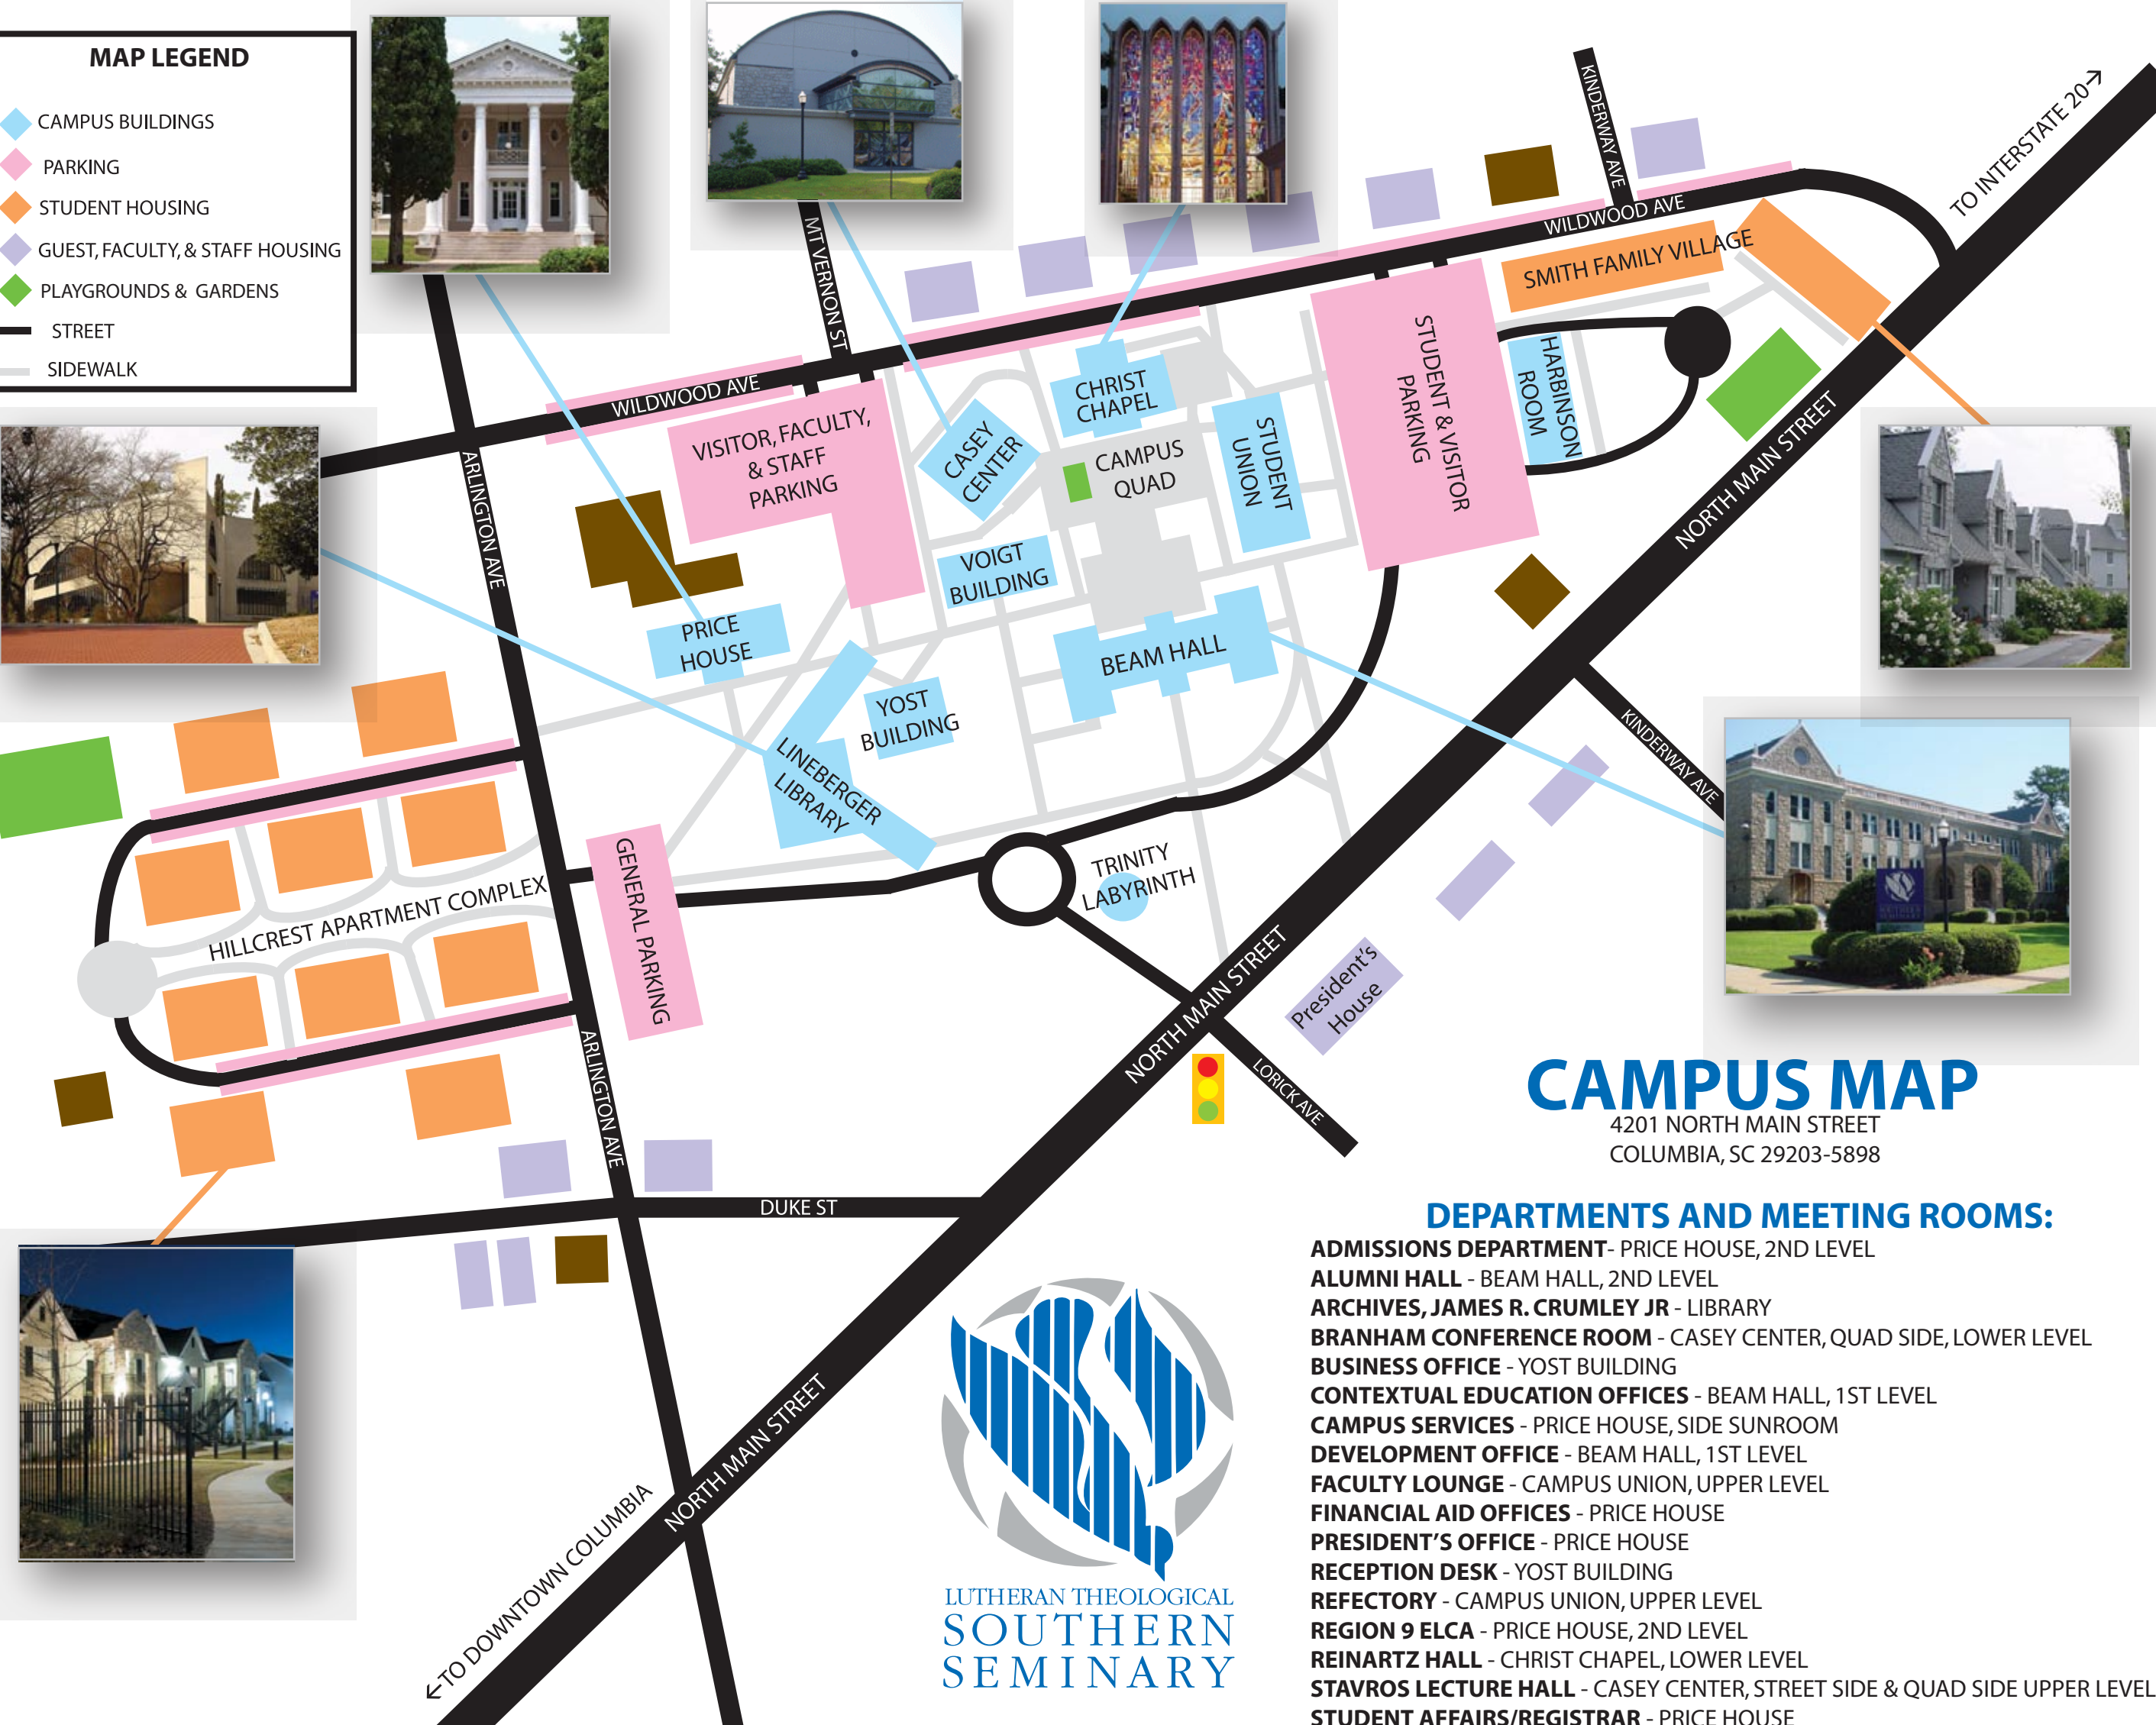 MAP LEGEND
CAMPUS BUILDINGS
PARKING
STUDENT HOUSING
GUEST, FACULTY, & STAFF HOUSING
PLAYGROUNDS & GARDENS
STREET
SIDEWALK
KINDERWAY AVE
TO INTERSTATE 20→
MT VERNON ST
WILDWOOD AVE
SMITH FAMILY VILLAGE
WILDWOOD AVE
ARLINGTON AVE
VISITOR, FACULTY,
& STAFF
PARKING
CASEY
CENTER
CHRIST
CHAPEL
CAMPUS
QUAD
STUDENT
UNION
STUDENT & VISITOR
PARKING
HARBINSON
ROOM
NORTH MAIN STREET
VOIGT
BUILDING
PRICE
HOUSE
BEAM HALL
YOST
BUILDING
LINEBERGER
LIBRARY
KINDERWAY AVE
HILLCREST APARTMENT COMPLEX
GENERAL PARKING
TRINITY
LABYRINTH
SOUTHERN
SEMINARY
President's
House
NORTH MAIN STREET
ARLINGTON AVE
LORICK AVE
DUKE ST
NORTH MAIN STREET
←TO DOWNTOWN COLUMBIA
LUTHERAN THEOLOGICAL
SOUTHERN
SEMINARY
CAMPUS MAP
4201 NORTH MAIN STREET
COLUMBIA, SC 29203-5898
DEPARTMENTS AND MEETING ROOMS:
ADMISSIONS DEPARTMENT- PRICE HOUSE, 2ND LEVEL
ALUMNI HALL - BEAM HALL, 2ND LEVEL
ARCHIVES, JAMES R. CRUMLEY JR - LIBRARY
BRANHAM CONFERENCE ROOM - CASEY CENTER, QUAD SIDE, LOWER LEVEL
BUSINESS OFFICE - YOST BUILDING
CONTEXTUAL EDUCATION OFFICES - BEAM HALL, 1ST LEVEL
CAMPUS SERVICES - PRICE HOUSE, SIDE SUNROOM
DEVELOPMENT OFFICE - BEAM HALL, 1ST LEVEL
FACULTY LOUNGE - CAMPUS UNION, UPPER LEVEL
FINANCIAL AID OFFICES - PRICE HOUSE
PRESIDENT'S OFFICE - PRICE HOUSE
RECEPTION DESK - YOST BUILDING
REFECTORY - CAMPUS UNION, UPPER LEVEL
REGION 9 ELCA - PRICE HOUSE, 2ND LEVEL
REINARTZ HALL - CHRIST CHAPEL, LOWER LEVEL
STAVROS LECTURE HALL - CASEY CENTER, STREET SIDE & QUAD SIDE UPPER LEVEL
STUDENT AFFAIRS/REGISTRAR - PRICE HOUSE